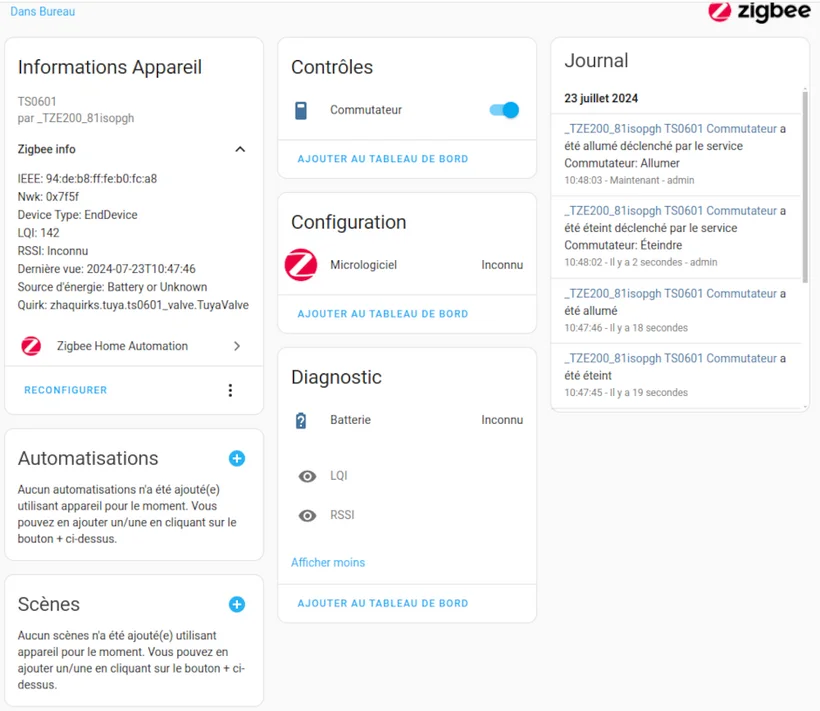 Dans Bureau
zigbee
Informations Appareil
TS0601
par _TZE200_81isopgh
Zigbee info
IEEE: 94:de:b8:ff:fe:b0:fc:a8
Nwk: 0x7f5f
Device Type: EndDevice
LQI: 142
RSSI: Inconnu
Dernière vue: 2024-07-23T10:47:46
Source d'énergie: Battery or Unknown
Quirk: zhaquirks.tuya.ts0601_valve.TuyaValve
Zigbee Home Automation
RECONFIGURER
Automatisations
Aucun automatisations n'a été ajouté(e)
utilisant appareil pour le moment. Vous
pouvez en ajouter un/une en cliquant sur le
bouton + ci-dessus.
Scènes
Aucun scènes n'a été ajouté(e) utilisant
appareil pour le moment. Vous pouvez en
ajouter un/une en cliquant sur le bouton + ci-
dessus.
Contrôles
Commutateur
AJOUTER AU TABLEAU DE BORD
Configuration
Micrologiciel Inconnu
AJOUTER AU TABLEAU DE BORD
Diagnostic
Batterie Inconnu
LQI
RSSI
Afficher moins
AJOUTER AU TABLEAU DE BORD
Journal
23 juillet 2024
_TZE200_81isopgh TS0601 Commutateur a
été allumé déclenché par le service
Commutateur: Allumer
10:48:03 - Maintenant - admin
_TZE200_81isopgh TS0601 Commutateur a
été éteint déclenché par le service
Commutateur: Éteindre
10:48:02 - Il y a 2 secondes - admin
_TZE200_81isopgh TS0601 Commutateur a
été allumé
10:47:46 - Il y a 18 secondes
_TZE200_81isopgh TS0601 Commutateur a
été éteint
10:47:45 - Il y a 19 secondes